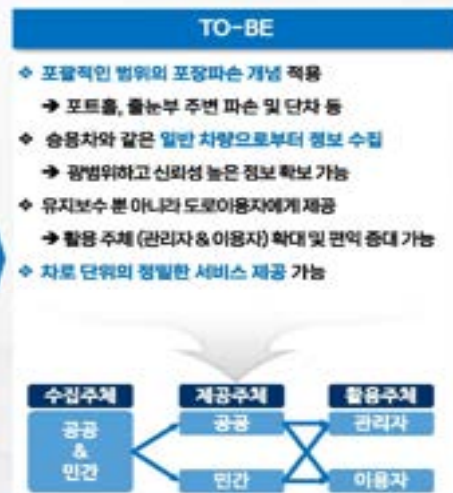 TO-BE
❖ 포괄적인 범위의 포장파손 개념 적용
➔ 포트홀, 줄눈부 주변 파손 및 단차 등
❖ 승용차와 같은 일반 차량으로부터 정보 수집
➔ 광범위하고 신뢰성 높은 정보 확보 가능
❖ 유지보수 뿐 아니라 도로이용자에게 제공
➔ 활용 주체 (관리자 & 이용자) 확대 및 편익 증대 가능
❖ 차로 단위의 정밀한 서비스 제공 가능
수집주체 제공주체 활용주체
공공 & 민간
공공 관리자
민간 이용자